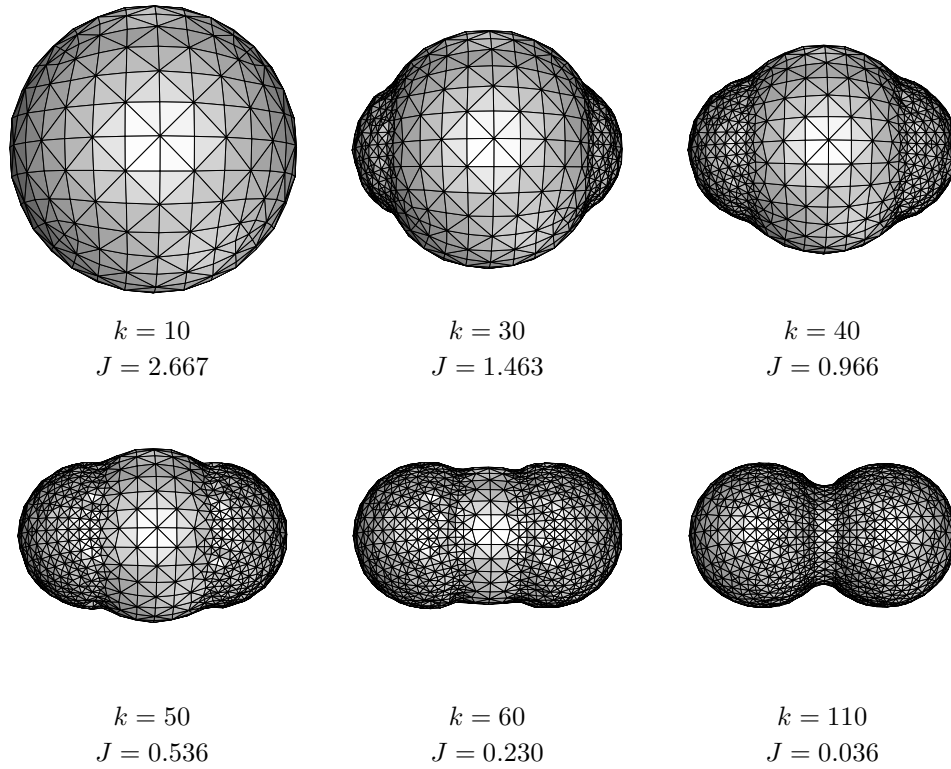 k = 10
J = 2.667
k = 30
J = 1.463
k = 40
J = 0.966
k = 50
J = 0.536
k = 60
J = 0.230
k = 110
J = 0.036